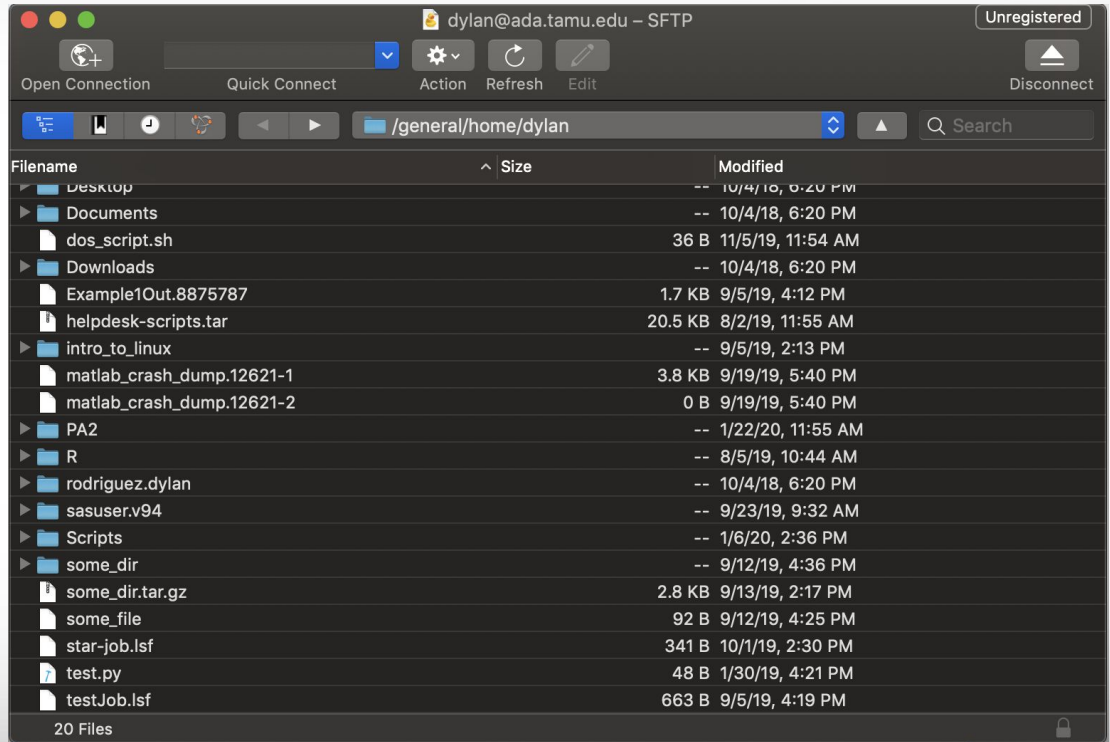 dylan@ada.tamu.edu – SFTP
Unregistered
Open Connection Quick Connect Action Refresh Edit Disconnect
/general/home/dylan Search
Filename Size Modified
Desktop -- 10/4/18, 6:20 PM
Documents -- 10/4/18, 6:20 PM
dos_script.sh 36 B 11/5/19, 11:54 AM
Downloads -- 10/4/18, 6:20 PM
Example1Out.8875787 1.7 KB 9/5/19, 4:12 PM
helpdesk-scripts.tar 20.5 KB 8/2/19, 11:55 AM
intro_to_linux -- 9/5/19, 2:13 PM
matlab_crash_dump.12621-1 3.8 KB 9/19/19, 5:40 PM
matlab_crash_dump.12621-2 0 B 9/19/19, 5:40 PM
PA2 -- 1/22/20, 11:55 AM
R -- 8/5/19, 10:44 AM
rodriguez.dylan -- 10/4/18, 6:20 PM
sasuser.v94 -- 9/23/19, 9:32 AM
Scripts -- 1/6/20, 2:36 PM
some_dir -- 9/12/19, 4:36 PM
some_dir.tar.gz 2.8 KB 9/13/19, 2:17 PM
some_file 92 B 9/12/19, 4:25 PM
star-job.lsf 341 B 10/1/19, 2:30 PM
test.py 48 B 1/30/19, 4:21 PM
testJob.lsf 663 B 9/5/19, 4:19 PM
20 Files